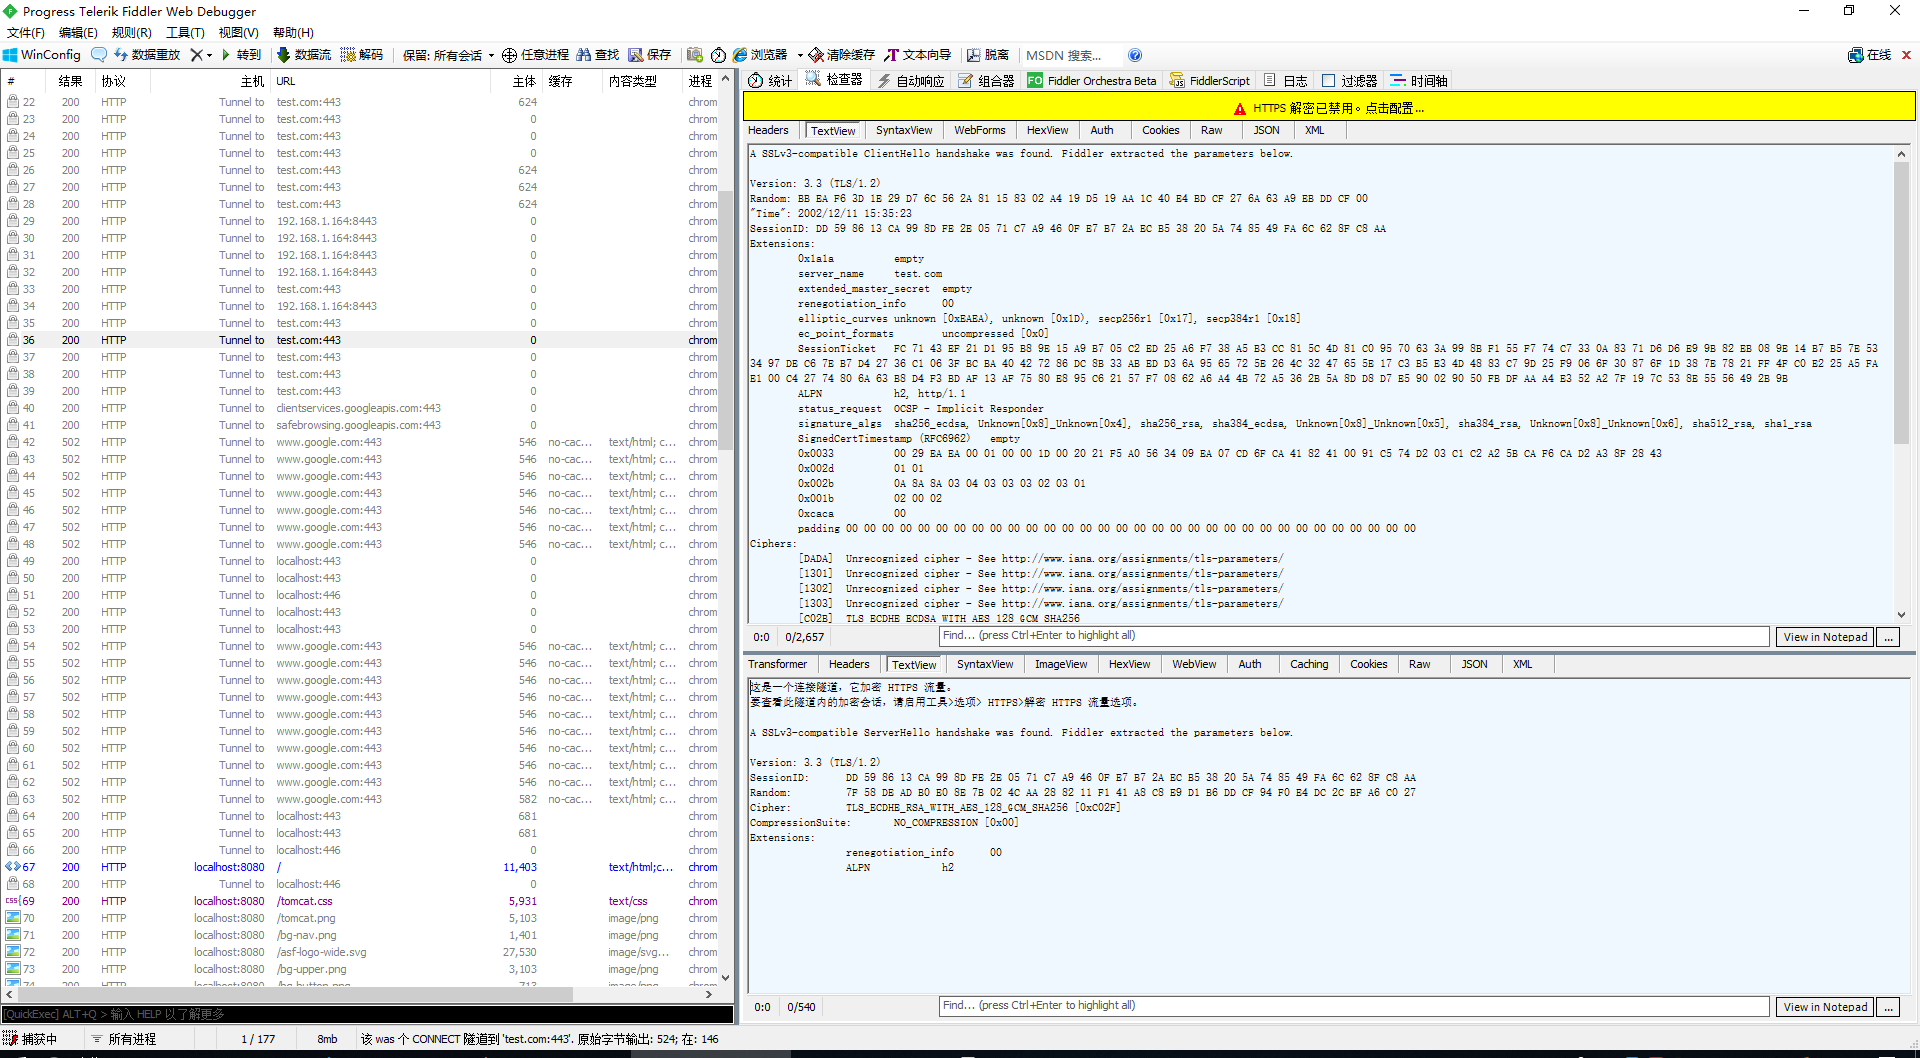 Progress Telerik Fiddler Web Debugger
文件(F) 编辑(E) 规则(R) 工具(T) 视图(V) 帮助(H)
WinConfig 数据重放 转到 数据流 解码 保留: 所有会话 任意进程 查找 保存 浏览器 清除缓存 文本向导 脱离 MSDN 搜索... 在线
# 结果 协议 主机 URL 主体 缓存 内容类型 进程
22 200 HTTP Tunnel to test.com:443 624 chrom
23 200 HTTP Tunnel to test.com:443 0 chrom
24 200 HTTP Tunnel to test.com:443 0 chrom
25 200 HTTP Tunnel to test.com:443 0 chrom
26 200 HTTP Tunnel to test.com:443 624 chrom
27 200 HTTP Tunnel to test.com:443 624 chrom
28 200 HTTP Tunnel to test.com:443 624 chrom
29 200 HTTP Tunnel to 192.168.1.164:8443 0 chrom
30 200 HTTP Tunnel to 192.168.1.164:8443 0 chrom
31 200 HTTP Tunnel to 192.168.1.164:8443 0 chrom
32 200 HTTP Tunnel to 192.168.1.164:8443 0 chrom
33 200 HTTP Tunnel to test.com:443 0 chrom
34 200 HTTP Tunnel to 192.168.1.164:8443 0 chrom
35 200 HTTP Tunnel to test.com:443 0 chrom
36 200 HTTP Tunnel to test.com:443 0 chrom
37 200 HTTP Tunnel to test.com:443 0 chrom
38 200 HTTP Tunnel to test.com:443 0 chrom
39 200 HTTP Tunnel to test.com:443 0 chrom
40 200 HTTP Tunnel to clientservices.googleapis.com:443 0 chrom
41 200 HTTP Tunnel to safebrowsing.googleapis.com:443 0 chrom
42 502 HTTP Tunnel to www.google.com:443 546 no-cac... text/html; c... chrom
43 502 HTTP Tunnel to www.google.com:443 546 no-cac... text/html; c... chrom
44 502 HTTP Tunnel to www.google.com:443 546 no-cac... text/html; c... chrom
45 502 HTTP Tunnel to www.google.com:443 546 no-cac... text/html; c... chrom
46 502 HTTP Tunnel to www.google.com:443 546 no-cac... text/html; c... chrom
47 502 HTTP Tunnel to www.google.com:443 546 no-cac... text/html; c... chrom
48 502 HTTP Tunnel to www.google.com:443 546 no-cac... text/html; c... chrom
49 200 HTTP Tunnel to localhost:443 0 chrom
50 200 HTTP Tunnel to localhost:443 0 chrom
51 200 HTTP Tunnel to localhost:446 0 chrom
52 200 HTTP Tunnel to localhost:443 0 chrom
53 200 HTTP Tunnel to localhost:443 0 chrom
54 502 HTTP Tunnel to www.google.com:443 546 no-cac... text/html; c... chrom
55 502 HTTP Tunnel to www.google.com:443 546 no-cac... text/html; c... chrom
56 502 HTTP Tunnel to www.google.com:443 546 no-cac... text/html; c... chrom
57 502 HTTP Tunnel to www.google.com:443 546 no-cac... text/html; c... chrom
58 502 HTTP Tunnel to www.google.com:443 546 no-cac... text/html; c... chrom
59 502 HTTP Tunnel to www.google.com:443 546 no-cac... text/html; c... chrom
60 502 HTTP Tunnel to www.google.com:443 546 no-cac... text/html; c... chrom
61 502 HTTP Tunnel to www.google.com:443 546 no-cac... text/html; c... chrom
62 502 HTTP Tunnel to www.google.com:443 546 no-cac... text/html; c... chrom
63 502 HTTP Tunnel to www.google.com:443 582 no-cac... text/html; c... chrom
64 200 HTTP Tunnel to localhost:443 681 chrom
65 200 HTTP Tunnel to localhost:443 681 chrom
66 200 HTTP Tunnel to localhost:446 0 chrom
67 200 HTTP localhost:8080 / 11,403 text/html;c... chrom
68 200 HTTP Tunnel to localhost:446 0 chrom
69 200 HTTP localhost:8080 /tomcat.css 5,931 text/css chrom
70 200 HTTP localhost:8080 /tomcat.png 5,103 image/png chrom
71 200 HTTP localhost:8080 /bg-nav.png 1,401 image/png chrom
72 200 HTTP localhost:8080 /asf-logo-wide.svg 27,530 image/svg... chrom
73 200 HTTP localhost:8080 /bg-upper.png 3,103 image/png chrom
74 200 HTTP localhost:8080 /bg-button.png 713 image/png chrom
[QuickExec] ALT+Q > 输入 HELP 以了解更多
捕获中 所有进程 1 / 177 8mb 该 was 个 CONNECT 隧道到 'test.com:443'. 原始字节输出: 524; 在: 146
统计 检查器 自动响应 组合器 FO Fiddler Orchestra Beta FiddlerScript 日志 过滤器 时间轴
HTTPS 解密已禁用。点击配置...
Headers TextView SyntaxView WebForms HexView Auth Cookies Raw JSON XML
A SSLv3-compatible ClientHello handshake was found. Fiddler extracted the parameters below.
Version: 3.3 (TLS/1.2)
Random: BB EA F6 3D 1E 29 D7 6C 56 2A 81 15 83 02 A4 19 D5 19 AA 1C 40 E4 BD CF 27 6A 63 A9 EB DD CF 00
"Time": 2002/12/11 15:35:23
SessionID: DD 59 86 13 CA 99 8D FE 2E 05 71 C7 A9 46 0F E7 B7 2A EC B5 38 20 5A 74 85 49 FA 6C 62 8F C8 AA
Extensions:
0x1a1a empty
server_name test.com
extended_master_secret empty
renegotiation_info 00
elliptic_curves unknown [0xEAEA), unknown [0x1D), secp256r1 [0x17], secp384r1 [0x18]
ec_point_formats uncompressed [0x0]
SessionTicket FC 71 43 EF 21 D1 95 B8 9E 15 A9 B7 05 C2 ED 25 A6 F7 38 A5 B3 CC 81 5C 4D 81 C0 95 70 63 3A 99 8B F1 55 F7 74 C7 33 0A 83 71 D6 D6 E9 9B 82 EB 08 9E 14 B7 B5 7E 53
34 97 DE C6 7E B7 D4 27 36 C1 06 3F BC BA 40 42 72 86 DC 8B 33 AB ED D3 6A 95 65 72 5E 26 4C 32 47 65 5E 17 C3 B5 E3 4D 48 83 C7 9D 25 F9 06 6F 30 87 6F 1D 38 7E 78 21 FF 4F C0 E2 25 A5 FA
E1 00 C4 27 74 80 6A 63 E8 D4 F3 BD AF 13 AF 75 80 E8 95 C6 21 57 F7 08 62 A6 A4 4B 72 A5 36 2B 5A 8D D8 D7 E5 90 02 90 50 FB DF AA A4 E3 52 A2 7F 19 7C 53 8E 55 56 49 2B 9B
ALPN h2, http/1.1
status_request OCSP - Implicit Responder
signature_algs sha256_ecdsa, Unknown[0x8]_Unknown[0x4], sha256_rsa, sha384_ecdsa, Unknown[0x8]_Unknown[0x5], sha384_rsa, Unknown[0x8]_Unknown[0x6], sha512_rsa, sha1_rsa
SignedCertTimestamp (RFC6962) empty
0x0033 00 29 EA EA 00 01 00 00 1D 00 20 21 F5 A0 56 34 09 EA 07 CD 6F CA 41 82 41 00 91 C5 74 D2 03 C1 C2 A2 5B CA F6 CA D2 A3 8F 28 43
0x002d 01 01
0x002b 0A 8A 8A 03 04 03 03 03 02 03 01
0x001b 02 00 02
0xcaca 00
padding 00 00 00 00 00 00 00 00 00 00 00 00 00 00 00 00 00 00 00 00 00 00 00 00 00 00 00 00 00 00 00 00
Ciphers:
[DADA] Unrecognized cipher - See http://www.iana.org/assignments/tls-parameters/
[1301] Unrecognized cipher - See http://www.iana.org/assignments/tls-parameters/
[1302] Unrecognized cipher - See http://www.iana.org/assignments/tls-parameters/
[1303] Unrecognized cipher - See http://www.iana.org/assignments/tls-parameters/
[C02B] TLS_ECDHE_ECDSA_WITH_AES_128_GCM_SHA256
0:0 0/2,657 Find... (press Ctrl+Enter to highlight all) View in Notepad ...
Transformer Headers TextView SyntaxView ImageView HexView WebView Auth Caching Cookies Raw JSON XML
这是一个连接隧道，它加密 HTTPS 流量。
要查看此隧道内的加密会话，请启用工具>选项> HTTPS>解密 HTTPS 流量选项。
A SSLv3-compatible ServerHello handshake was found. Fiddler extracted the parameters below.
Version: 3.3 (TLS/1.2)
SessionID: DD 59 86 13 CA 99 8D FE 2E 05 71 C7 A9 46 0F E7 B7 2A EC B5 38 20 5A 74 85 49 FA 6C 62 8F C8 AA
Random: 7F 58 DE AD B0 E0 8E 7B 02 4C AA 28 82 11 F1 41 A8 C8 E9 D1 B6 DD CF 94 F0 E4 DC 2C BF A6 C0 27
Cipher: TLS_ECDHE_RSA_WITH_AES_128_GCM_SHA256 [0xC02F]
CompressionSuite: NO_COMPRESSION [0x00]
Extensions:
renegotiation_info 00
ALPN h2
0:0 0/540 Find... (press Ctrl+Enter to highlight all) View in Notepad ...